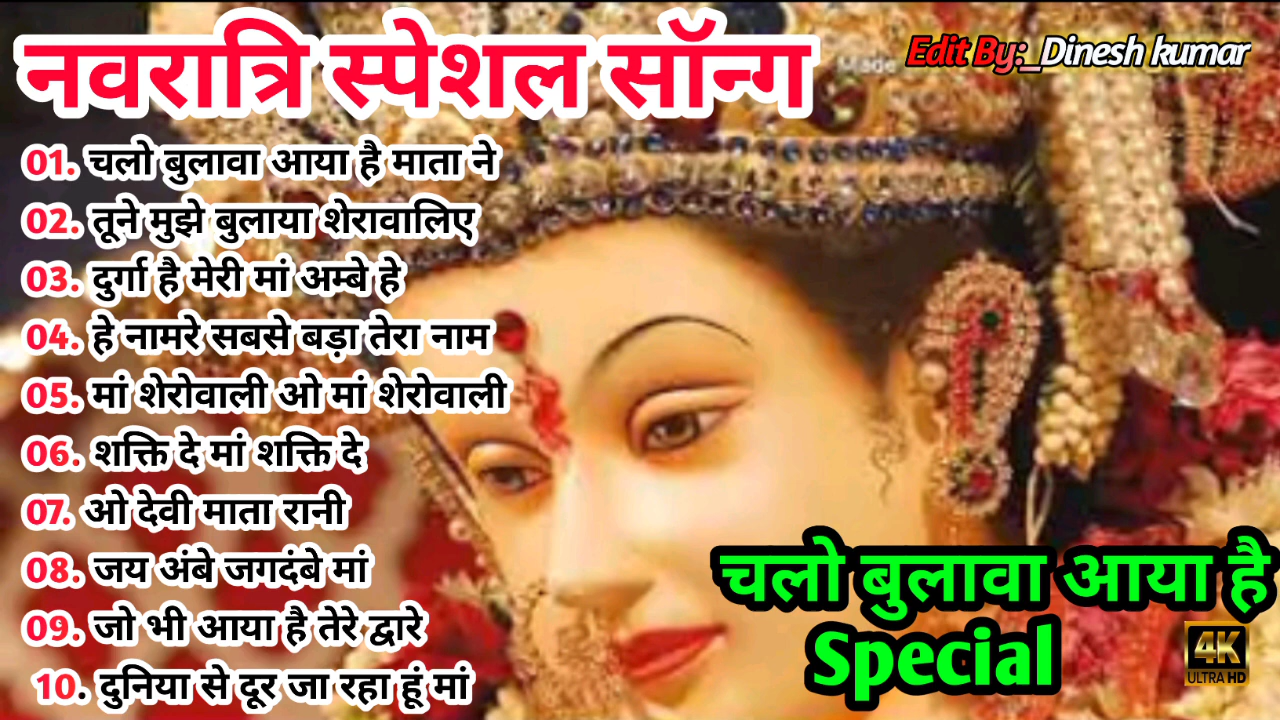 नवरात्रि स्पेशल सॉन्ग
Made
Edit By:_Dinesh kumar
01. चलो बुलावा आया है माता ने
02. तूने मुझे बुलाया शेरावालिए
03. दुर्गा है मेरी मां अम्बे हे
04. हे नामरे सबसे बड़ा तेरा नाम
05. मां शेरोवाली ओ मां शेरोवाली
06. शक्ति दे मां शक्ति दे
07. ओ देवी माता रानी
08. जय अंबे जगदंबे मां
09. जो भी आया है तेरे द्वारे
10. दुनिया से दूर जा रहा हूं मां
चलो बुलावा आया है
Special
4K
ULTRA HD